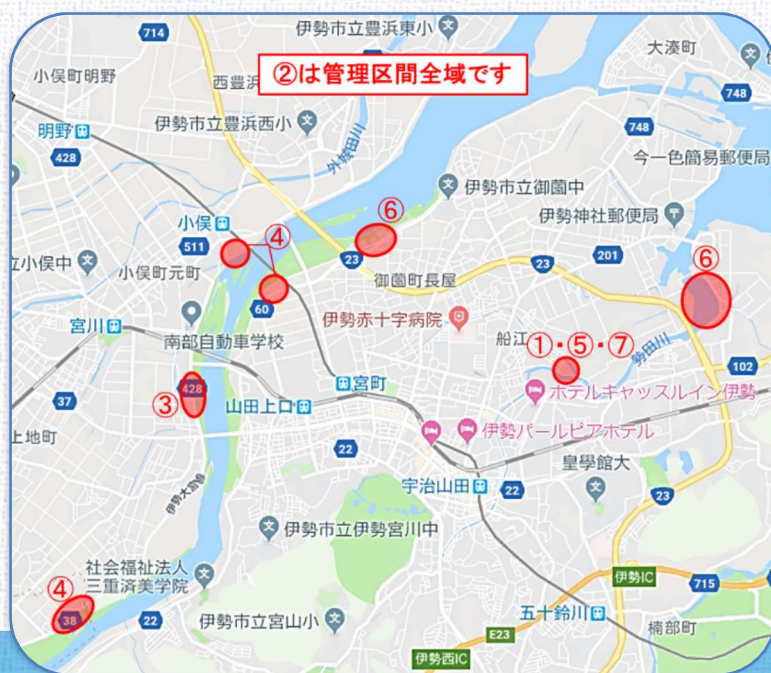 714
伊勢市立豊浜東小
大湊町
小俣町明野
西豊浜
②は管理区間全域です
748
明野
伊勢市立豊浜西小
外城田川
748
428
今一色簡易郵便局
伊勢市立御薗中
小俣
⑥
伊勢神社郵便局
511
④
201
立小俣中
小俣町元町
23
御薗町長屋
23
⑥
60
宮川
南部自動車学校
伊勢赤十字病院
船江
①・⑤・⑦
勢田川
102
宮町
428
37
③
山田上口
ホテルキャッスルイン伊勢
上地町
伊勢パールピアホテル
22
皇學館大
宇治山田
22
23
伊勢市立伊勢宮川中
社会福祉法人
三重済美学院
伊勢IC
715
④
38
22
伊勢市立宮山小
五十鈴川
楠部町
E23
伊勢西IC